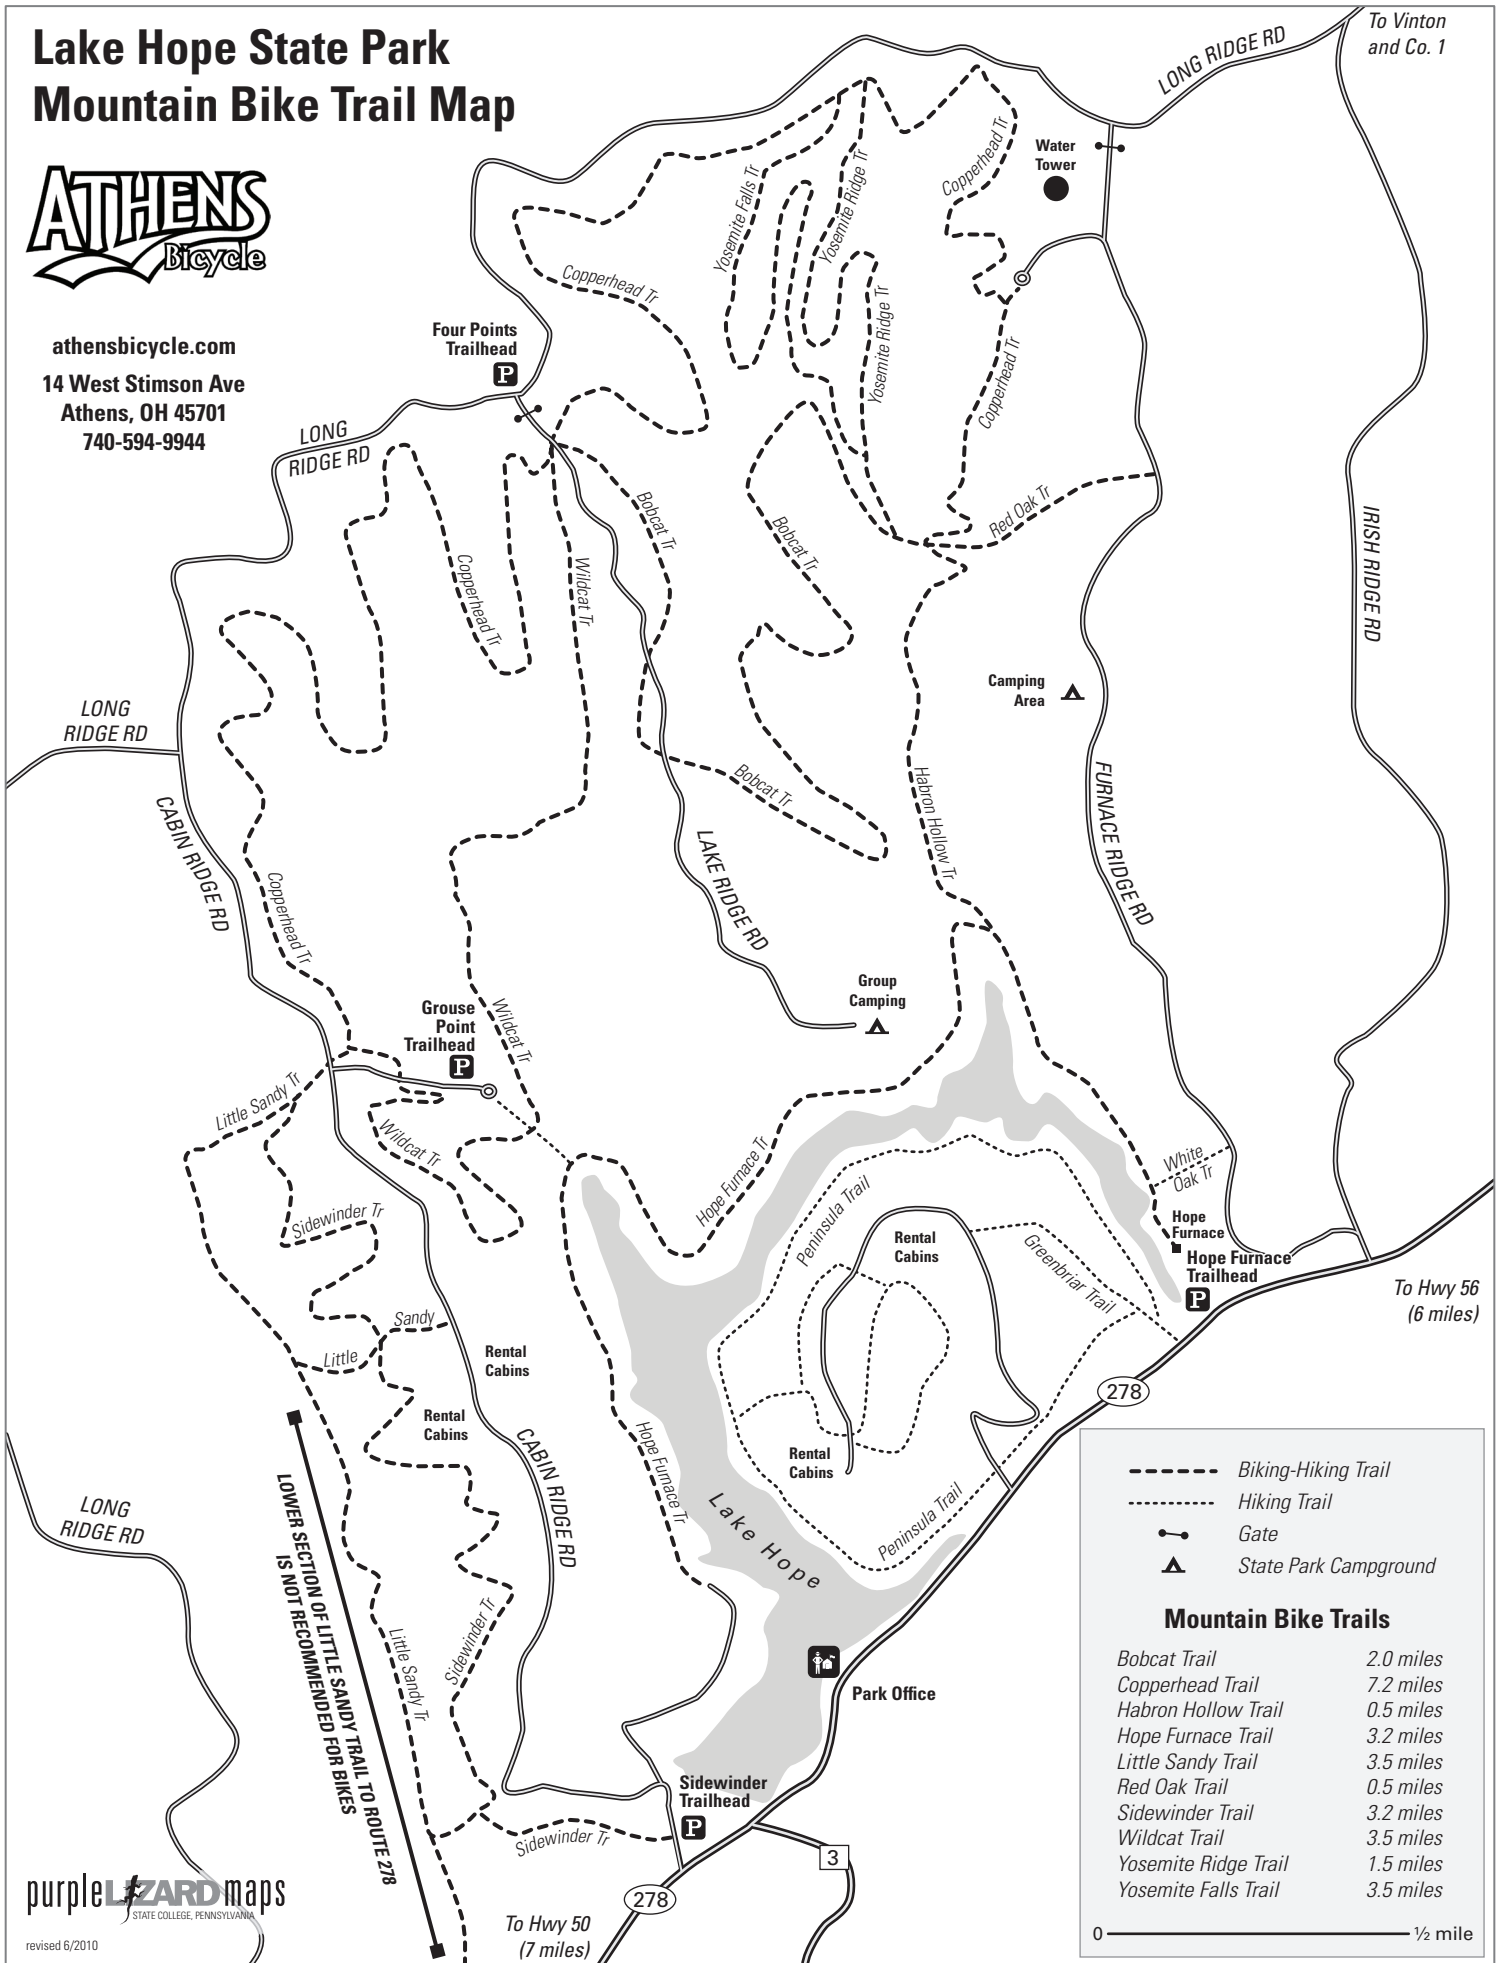 Lake Hope State Park
Mountain Bike Trail Map
ATHENS
Bicycle
athensbicycle.com
14 West Stimson Ave
Athens, OH 45701
740-594-9944
To Vinton
and Co. 1
LONG RIDGE RD
Water
Tower
Copperhead Tr
Yosemite Falls Tr
Yosemite Ridge Tr
Copperhead Tr
Yosemite Ridge Tr
Four Points
Trailhead
P
Copperhead Tr
LONG
RIDGE RD
Bobcat Tr
Bobcat Tr
Red Oak Tr
IRISH RIDGE RD
Copperhead Tr
Wildcat Tr
Camping
Area
LONG
RIDGE RD
Bobcat Tr
Habron Hollow Tr
FURNACE RIDGE RD
CABIN RIDGE RD
LAKE RIDGE RD
Copperhead Tr
Group
Camping
Grouse
Point
Trailhead
P
Wildcat Tr
Little Sandy Tr
Wildcat Tr
Hope Furnace Tr
White
Oak Tr
Peninsula Trail
Sidewinder Tr
Rental
Cabins
Greenbriar Trail
Hope
Furnace
Hope Furnace
Trailhead
P
To Hwy 56
(6 miles)
Sandy
Little
Rental
Cabins
278
Rental
Cabins
Hope Furnace Tr
Rental
Cabins
CABIN RIDGE RD
Lake Hope
Peninsula Trail
LONG
RIDGE RD
LOWER SECTION OF LITTLE SANDY TRAIL TO ROUTE 278
IS NOT RECOMMENDED FOR BIKES
Little Sandy Tr
Sidewinder Tr
Park Office
Sidewinder
Trailhead
P
Sidewinder Tr
3
278
To Hwy 50
(7 miles)
Biking-Hiking Trail
Hiking Trail
Gate
State Park Campground
Mountain Bike Trails
Bobcat Trail 2.0 miles
Copperhead Trail 7.2 miles
Habron Hollow Trail 0.5 miles
Hope Furnace Trail 3.2 miles
Little Sandy Trail 3.5 miles
Red Oak Trail 0.5 miles
Sidewinder Trail 3.2 miles
Wildcat Trail 3.5 miles
Yosemite Ridge Trail 1.5 miles
Yosemite Falls Trail 3.5 miles
0 ½ mile
purple LIZARD maps
STATE COLLEGE, PENNSYLVANIA
revised 6/2010